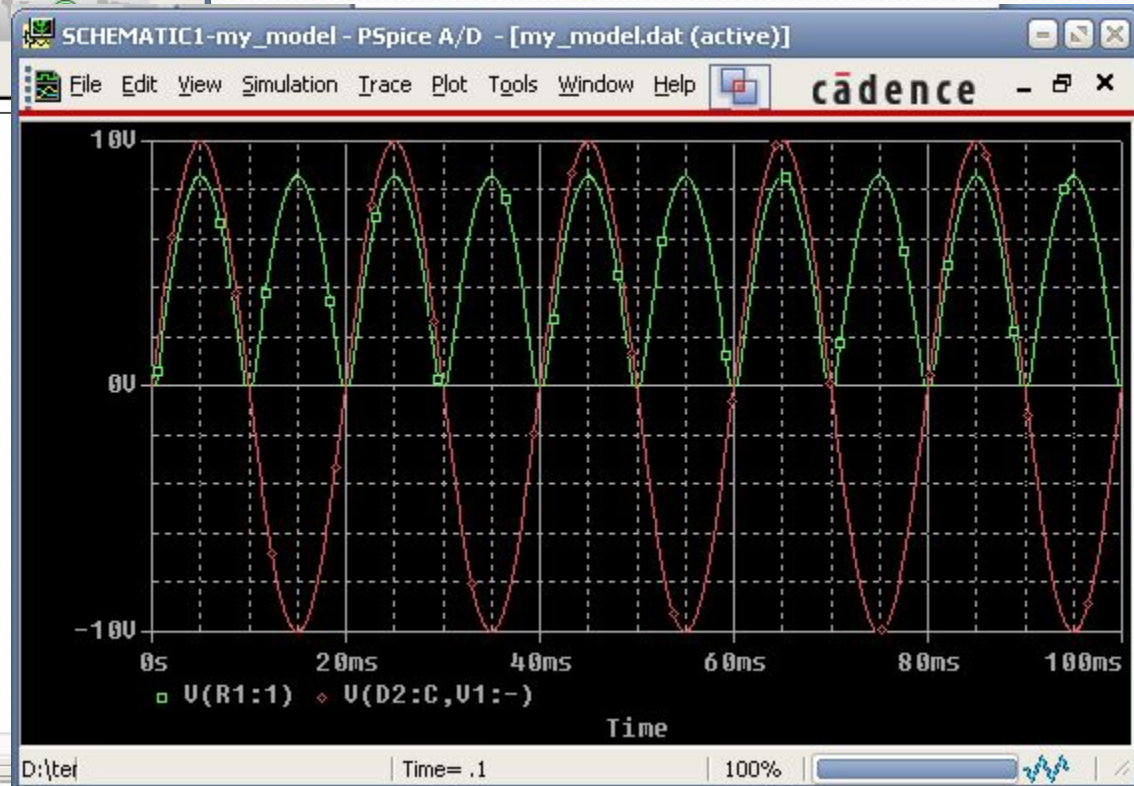 SCHEMATIC1-my_model - PSpice A/D - [my_model.dat (active)]
File Edit View Simulation Trace Plot Tools Window Help cādence
10V
0V
-10V
0s 20ms 40ms 60ms 80ms 100ms
V(R1:1) V(D2:C,V1:-)
Time
D:\ter Time= .1 100%